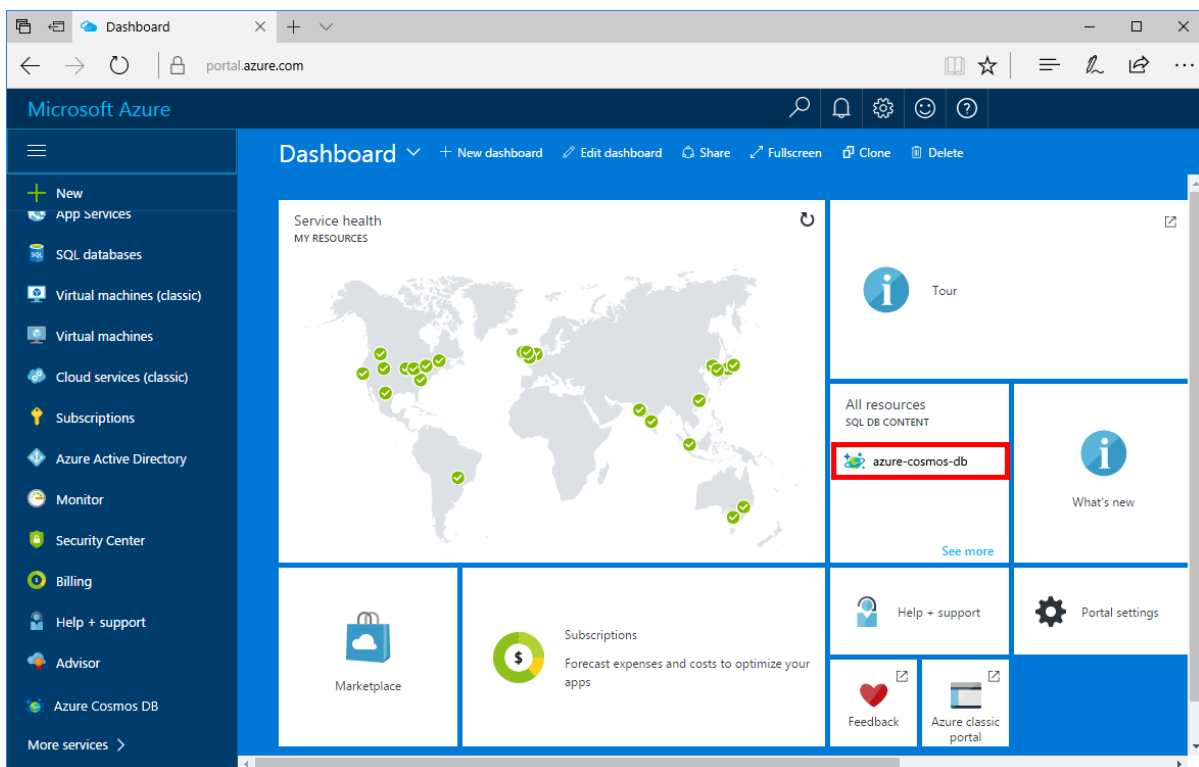 Dashboard
portal.azure.com
Microsoft Azure
Dashboard
New dashboard
Edit dashboard
Share
Fullscreen
Clone
Delete
New
App Services
SQL databases
Virtual machines (classic)
Virtual machines
Cloud services (classic)
Subscriptions
Azure Active Directory
Monitor
Security Center
Billing
Help + support
Advisor
Azure Cosmos DB
More services
Service health
MY RESOURCES
Tour
All resources
SQL DB CONTENT
azure-cosmos-db
See more
What's new
Marketplace
Subscriptions
Forecast expenses and costs to optimize your
apps
Help + support
Portal settings
Feedback
Azure classic
portal